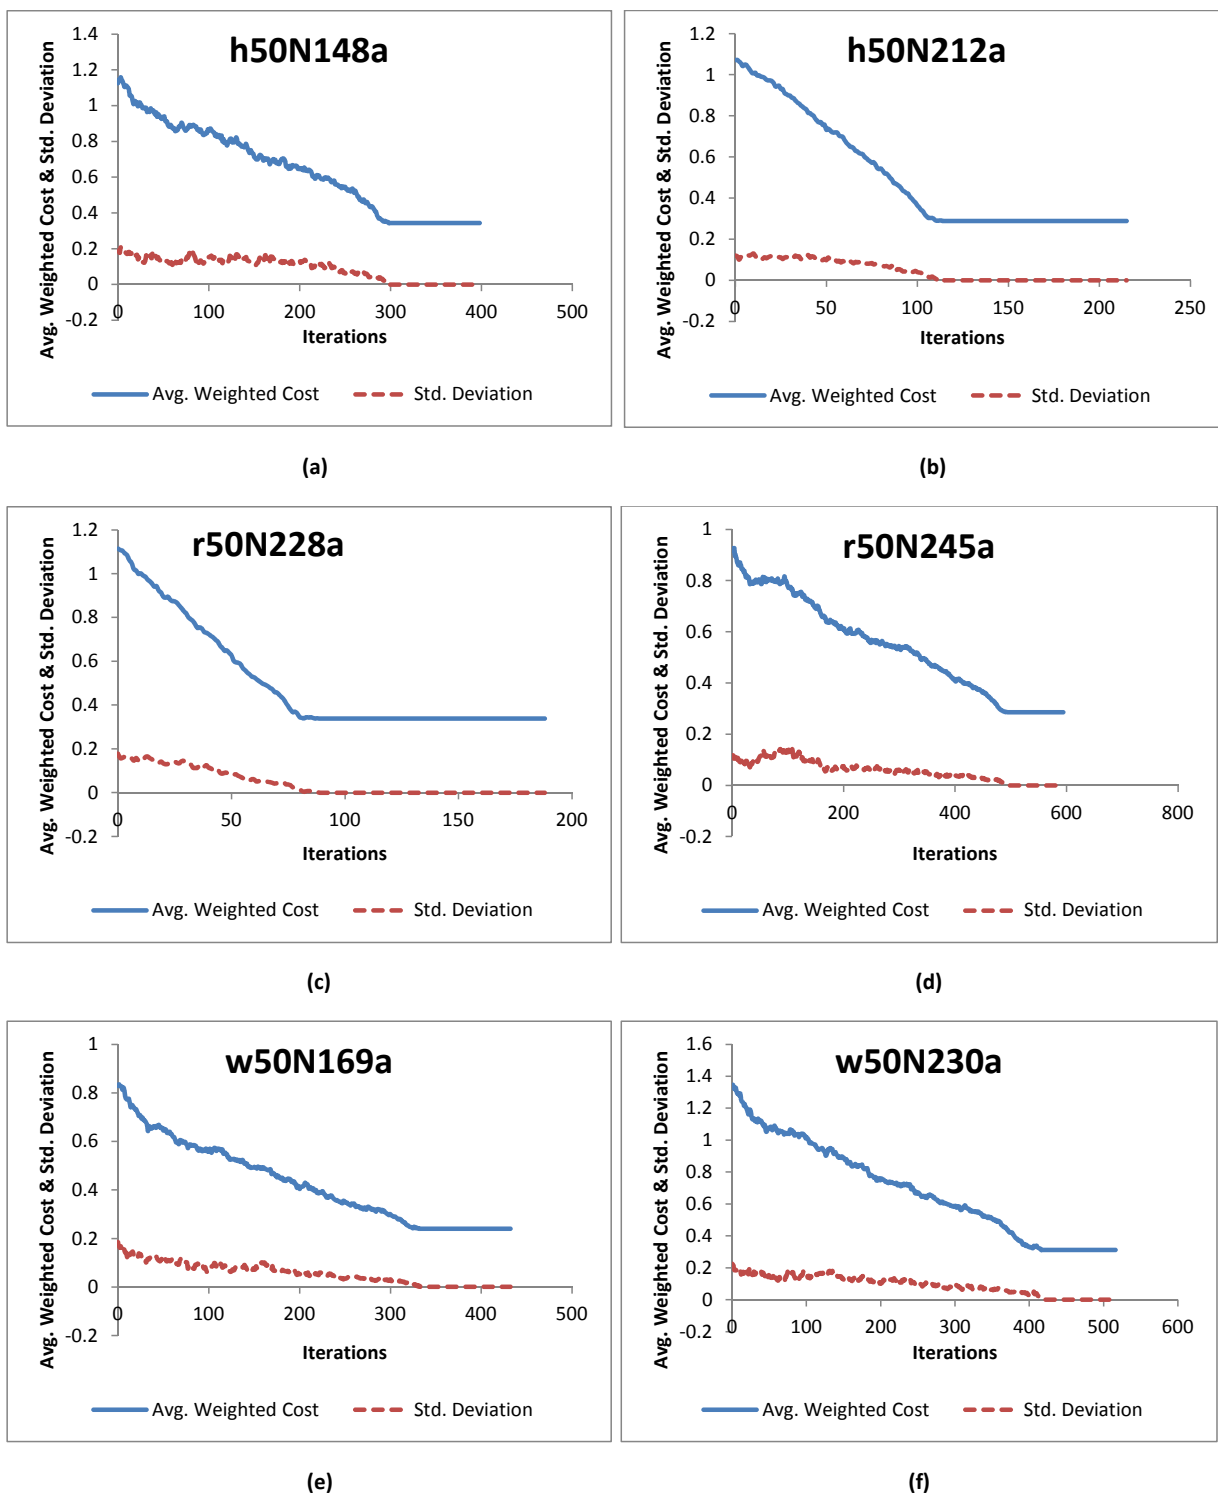 h50N148a
Avg. Weighted Cost & Std. Deviation
1.4
1.2
1
0.8
0.6
0.4
0.2
0
-0.2
0 100 200 300 400 500
Iterations
Avg. Weighted Cost Std. Deviation
(a)
h50N212a
Avg. Weighted Cost & Std. Deviation
1.2
1
0.8
0.6
0.4
0.2
0
-0.2
0 50 100 150 200 250
Iterations
Avg. Weighted Cost Std. Deviation
(b)
r50N228a
Avg. Weighted Cost & Std. Deviation
1.2
1
0.8
0.6
0.4
0.2
0
-0.2
0 50 100 150 200
Iterations
Avg. Weighted Cost Std. Deviation
(c)
r50N245a
Avg. Weighted Cost & Std. Deviation
1
0.8
0.6
0.4
0.2
0
-0.2
0 200 400 600 800
Iterations
Avg. Weighted Cost Std. Deviation
(d)
w50N169a
Avg. Weighted Cost & Std. Deviation
1
0.8
0.6
0.4
0.2
0
-0.2
0 100 200 300 400 500
Iterations
Avg. Weighted Cost Std. Deviation
(e)
w50N230a
Avg. Weighted Cost & Std. Deviation
1.6
1.4
1.2
1
0.8
0.6
0.4
0.2
0
-0.2
0 100 200 300 400 500 600
Iterations
Avg. Weighted Cost Std. Deviation
(f)